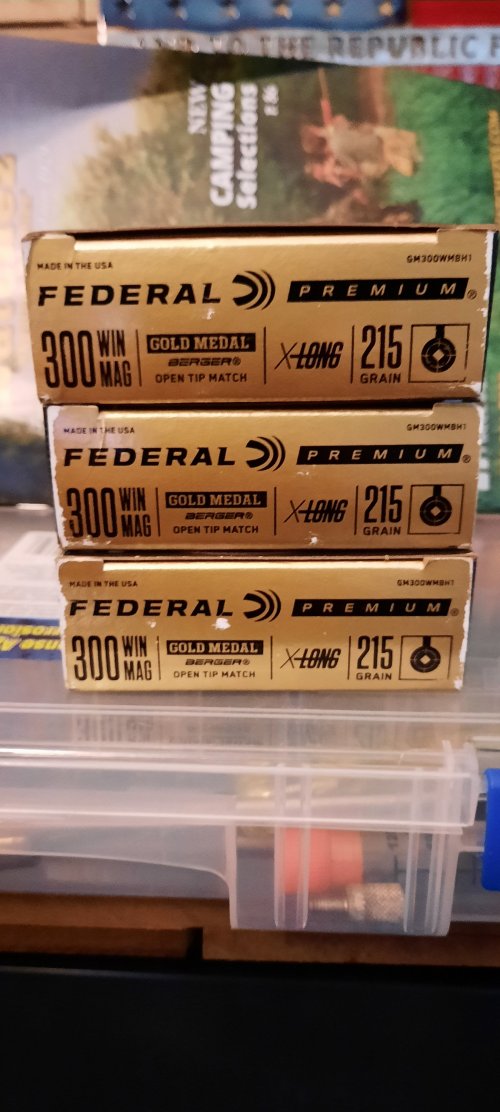 TO THE REPUBLIC F
NEW
CAMPING
Selections
P.86
MADE IN THE USA
GM300WMBH1
FEDERAL PREMIUM®
300 WIN MAG
GOLD MEDAL
BERGER®
OPEN TIP MATCH
X-LONG
215
GRAIN
MADE IN THE USA
GM300WMBH1
FEDERAL PREMIUM®
300 WIN MAG
GOLD MEDAL
BERGER®
OPEN TIP MATCH
X-LONG
215
GRAIN
MADE IN THE USA
GM300WMBH1
FEDERAL PREMIUM®
300 WIN MAG
GOLD MEDAL
BERGER®
OPEN TIP MATCH
X-LONG
215
GRAIN